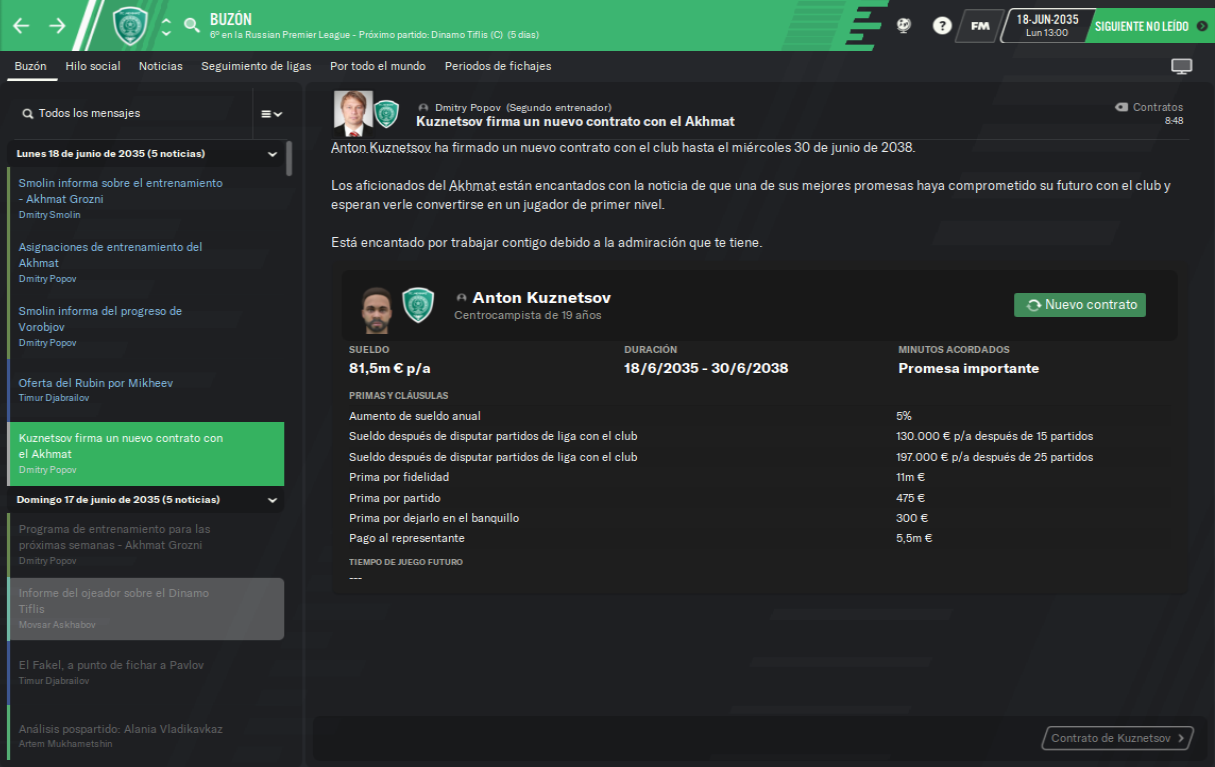 BUZÓN
6º en la Russian Premier League - Próximo partido: Dinamo Tiflis (C) (5 días)
?
FM
18-JUN-2035
Lun 13:00
SIGUIENTE NO LEÍDO
Buzón
Hilo social
Noticias
Seguimiento de ligas
Por todo el mundo
Periodos de fichajes
Todos los mensajes
Lunes 18 de junio de 2035 (5 noticias)
Smolin informa sobre el entrenamiento
- Akhmat Grozni
Dmitry Smolin
Asignaciones de entrenamiento del
Akhmat
Dmitry Popov
Smolin informa del progreso de
Vorobjov
Dmitry Popov
Oferta del Rubin por Mikheev
Timur Djabrailov
Kuznetsov firma un nuevo contrato con
el Akhmat
Dmitry Popov
Domingo 17 de junio de 2035 (5 noticias)
Programa de entrenamiento para las
próximas semanas - Akhmat Grozni
Dmitry Popov
Informe del ojeador sobre el Dinamo
Tiflis
Movsar Askhabov
El Fakel, a punto de fichar a Pavlov
Timur Djabrailov
Análisis pospartido: Alania Vladikavkaz
Artem Mukhametshin
Dmitry Popov (Segundo entrenador)
Kuznetsov firma un nuevo contrato con el Akhmat
Contratos
8:48
Anton Kuznetsov ha firmado un nuevo contrato con el club hasta el miércoles 30 de junio de 2038.
Los aficionados del Akhmat están encantados con la noticia de que una de sus mejores promesas haya comprometido su futuro con el club y
esperan verle convertirse en un jugador de primer nivel.
Está encantado por trabajar contigo debido a la admiración que te tiene.
Anton Kuznetsov
Centrocampista de 19 años
Nuevo contrato
SUELDO
DURACIÓN
MINUTOS ACORDADOS
81,5m € p/a
18/6/2035 - 30/6/2038
Promesa importante
PRIMAS Y CLÁUSULAS
Aumento de sueldo anual
5%
Sueldo después de disputar partidos de liga con el club
130.000 € p/a después de 15 partidos
Sueldo después de disputar partidos de liga con el club
197.000 € p/a después de 25 partidos
Prima por fidelidad
11m €
Prima por partido
475 €
Prima por dejarlo en el banquillo
300 €
Pago al representante
5,5m €
TIEMPO DE JUEGO FUTURO
---
Contrato de Kuznetsov